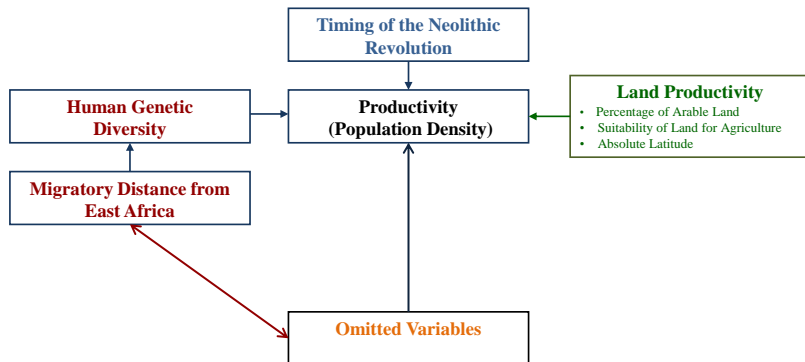 Timing of the Neolithic
Revolution
Human Genetic
Diversity
Productivity
(Population Density)
Land Productivity
• Percentage of Arable Land
• Suitability of Land for Agriculture
• Absolute Latitude
Migratory Distance from
East Africa
Omitted Variables